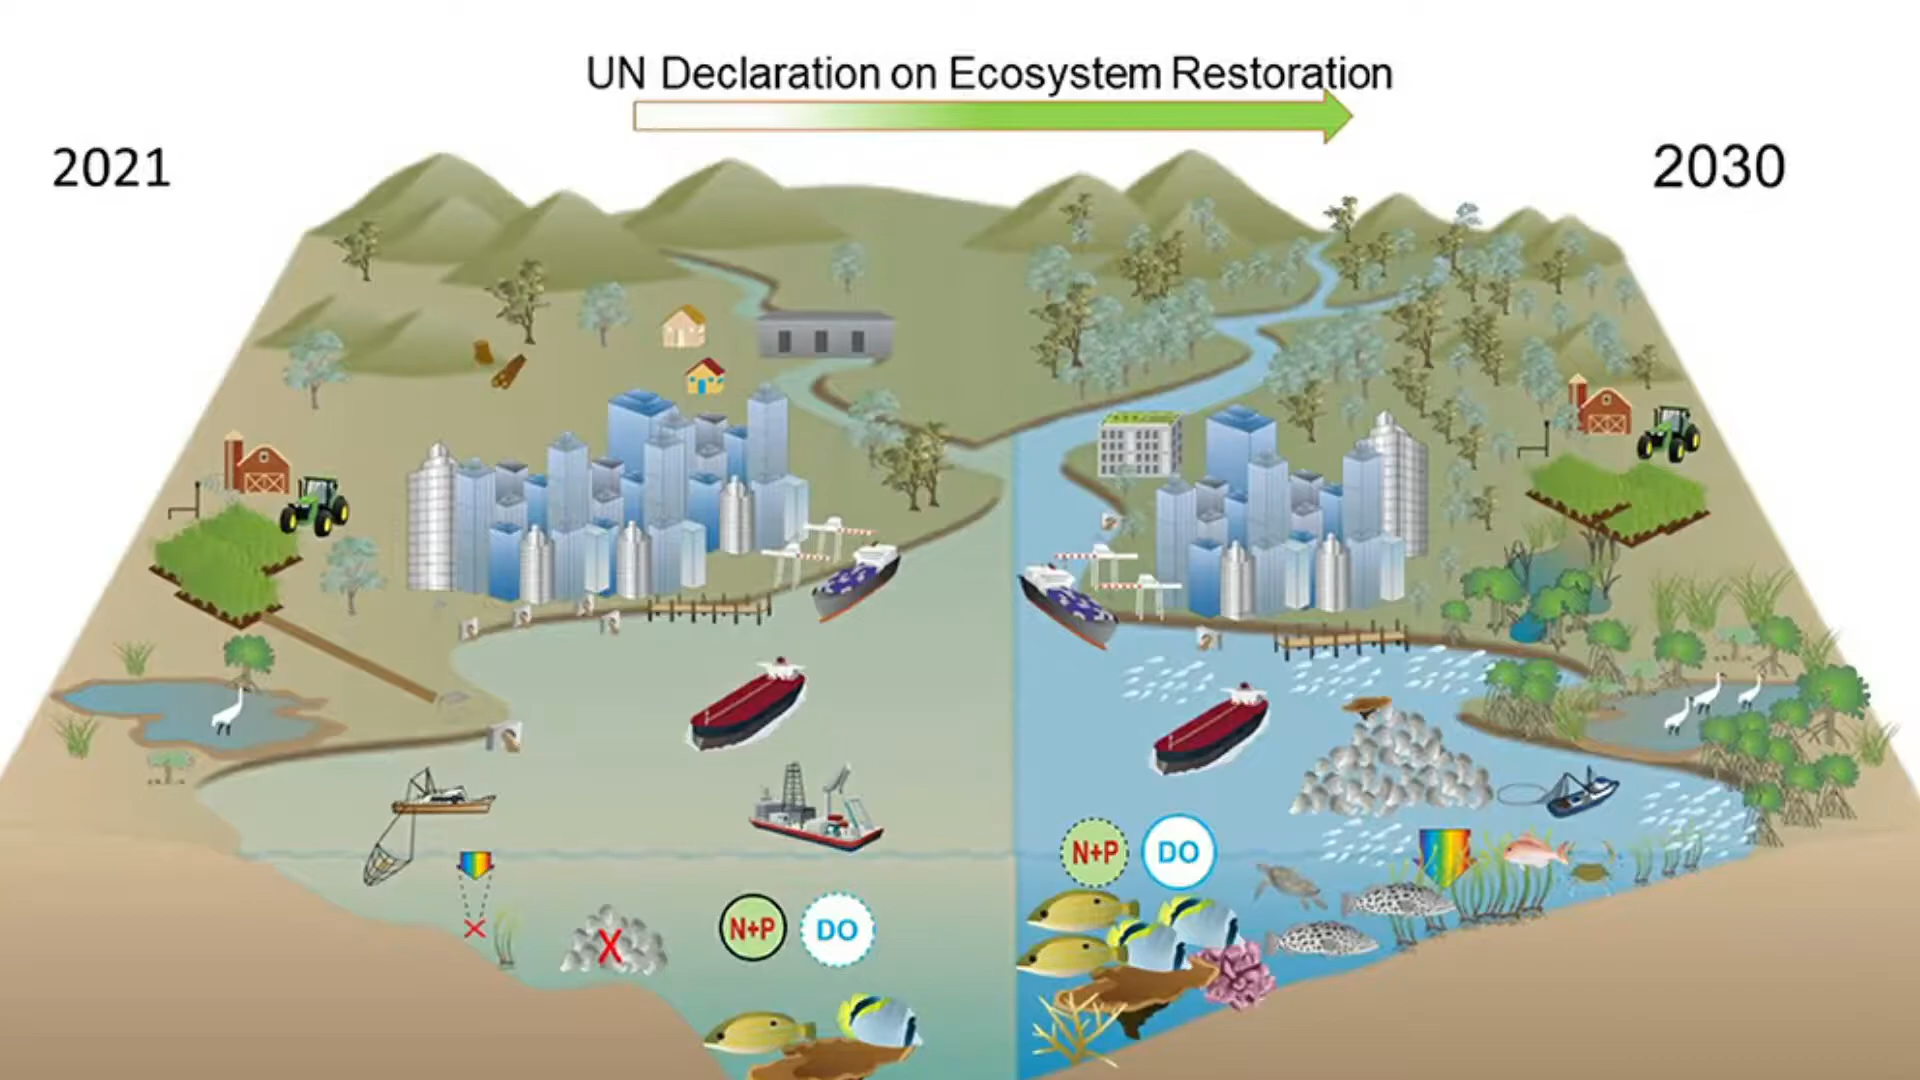 UN Declaration on Ecosystem Restoration
2021
2030
N+P
DO
N+P
DO
X
X